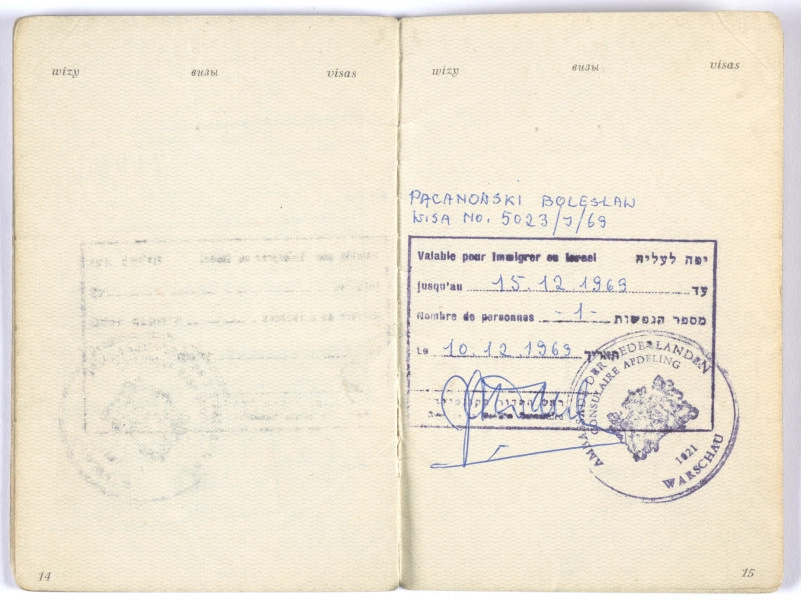 wizy визы visas
14
wizy визы visas
PACANOWSKI BOLESLAW
WISA NO. 5023/J/69
Valable pour Immigrer en Israel יפה לעליה
jusqu'au 15.12.1969 עד
Nombre de personnes -1- מספר הנפשות
Le 10.12.1969 תאריך
AMBASSADE DER NEDERLANDEN
CONSULAIRE AFDELING
1921
WARSCHAU
15